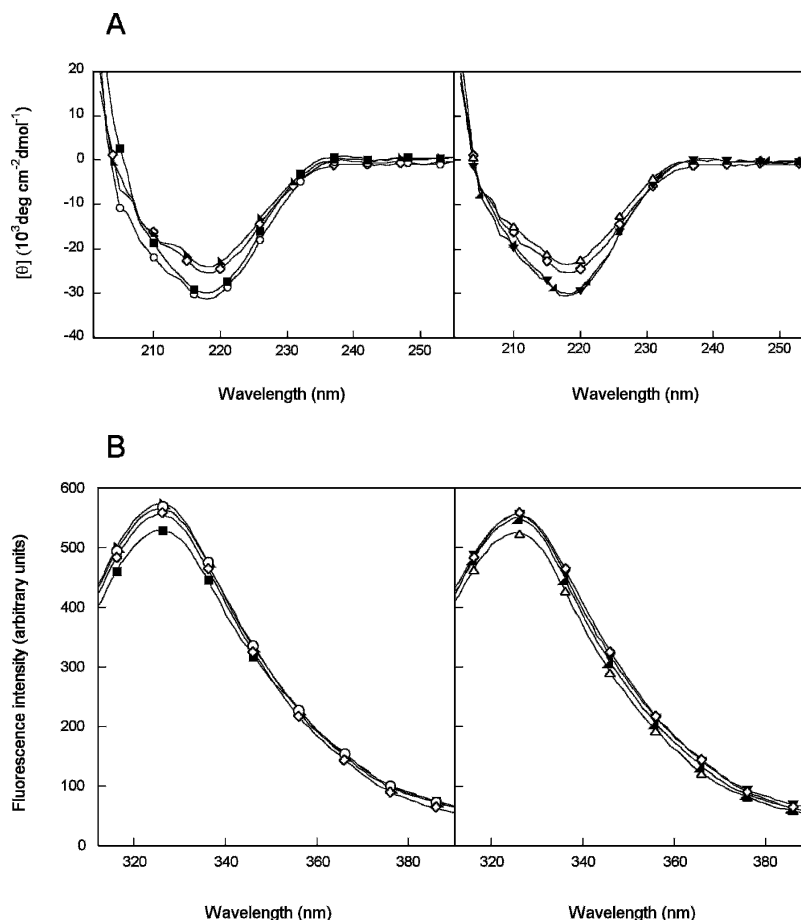 A
20
10
0
-10
-20
-30
-40
[θ] (10³deg cm⁻²dmol⁻¹)
210 220 230 240 250
210 220 230 240 250
Wavelength (nm)
Wavelength (nm)
B
600
500
400
300
200
100
0
Fluorescence intensity (arbitrary units)
320 340 360 380
320 340 360 380
Wavelength (nm)
Wavelength (nm)